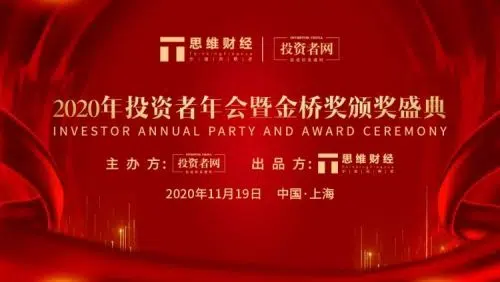 思维财经 投资者网
2020年投资者年会暨金桥奖颁奖盛典
INVESTOR ANNUAL PARTY AND AWARD CEREMONY
主办方: 投资者网 出品方: 思维财经
2020年11月19日 中国·上海